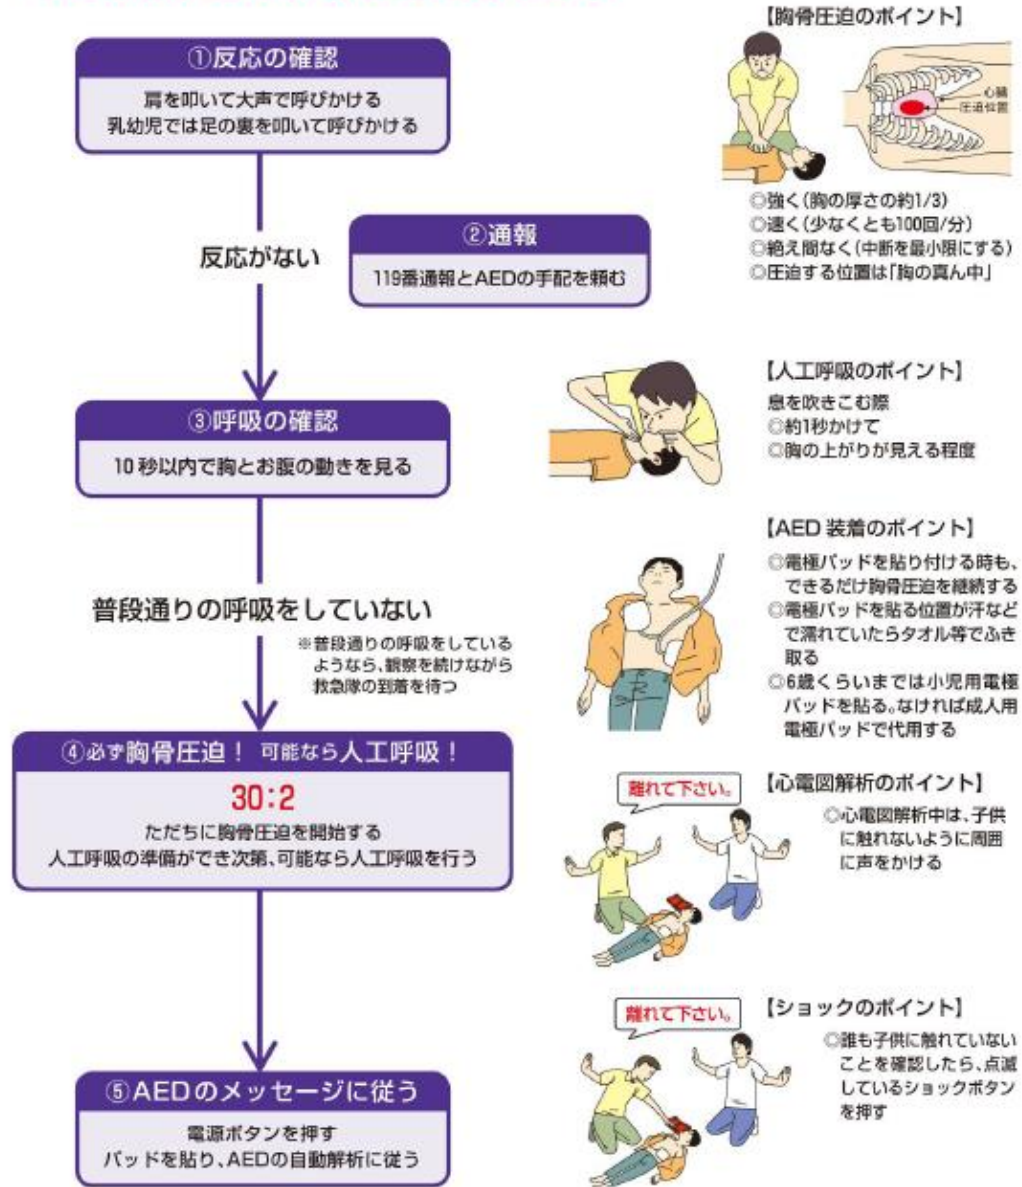 ①反応の確認
肩を叩いて大声で呼びかける
乳幼児では足の裏を叩いて呼びかける
反応がない
②通報
119番通報とAEDの手配を頼む
③呼吸の確認
10秒以内で胸とお腹の動きを見る
普段通りの呼吸をしていない
※普段通りの呼吸をしている
ようなら、観察を続けながら
救急隊の到着を待つ
④必ず胸骨圧迫！ 可能なら人工呼吸！
30：2
ただちに胸骨圧迫を開始する
人工呼吸の準備ができ次第、可能なら人工呼吸を行う
⑤AEDのメッセージに従う
電源ボタンを押す
パッドを貼り、AEDの自動解析に従う
【胸骨圧迫のポイント】
心臓
圧迫位置
◎強く（胸の厚さの約1/3）
◎速く（少なくとも100回/分）
◎絶え間なく（中断を最小限にする）
◎圧迫する位置は「胸の真ん中」
【人工呼吸のポイント】
息を吹きこむ際
◎約1秒かけて
◎胸の上がりが見える程度
【AED 装着のポイント】
◎電極パッドを貼り付ける時も、
できるだけ胸骨圧迫を継続する
◎電極パッドを貼る位置が汗など
で濡れていたらタオル等でふき
取る
◎6歳くらいまでは小児用電極
パッドを貼る。なければ成人用
電極パッドで代用する
離れて下さい。
【心電図解析のポイント】
◎心電図解析中は、子供
に触れないように周囲
に声をかける
離れて下さい。
【ショックのポイント】
◎誰も子供に触れていない
ことを確認したら、点滅
しているショックボタン
を押す